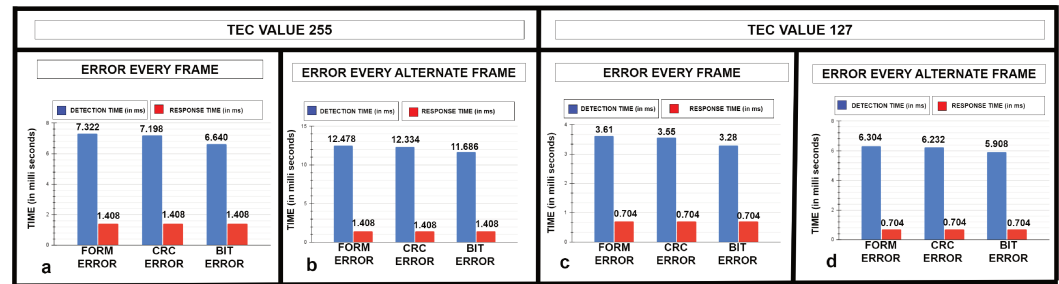 TEC VALUE 255
TEC VALUE 127
ERROR EVERY FRAME
DETECTION TIME (in ms) RESPONSE TIME (in ms)
TIME (in milli seconds)
8
6
4
2
0
7.322 7.198 6.640
1.408 1.408 1.408
FORM ERROR CRC ERROR BIT ERROR
a
ERROR EVERY ALTERNATE FRAME
DETECTION TIME (in ms) RESPONSE TIME (in ms)
TIME (in milli seconds)
15
12
9
6
3
0
12.478 12.334 11.686
1.408 1.408 1.408
FORM ERROR CRC ERROR BIT ERROR
b
ERROR EVERY FRAME
DETECTION TIME (in ms) RESPONSE TIME (in ms)
TIME (in milli seconds)
4
3
2
1
0
3.61 3.55 3.28
0.704 0.704 0.704
FORM ERROR CRC ERROR BIT ERROR
c
ERROR EVERY ALTERNATE FRAME
DETECTION TIME (in ms) RESPONSE TIME (in ms)
TIME (in milli seconds)
8
6
4
2
0
6.304 6.232 5.908
0.704 0.704 0.704
FORM ERROR CRC ERROR BIT ERROR
d